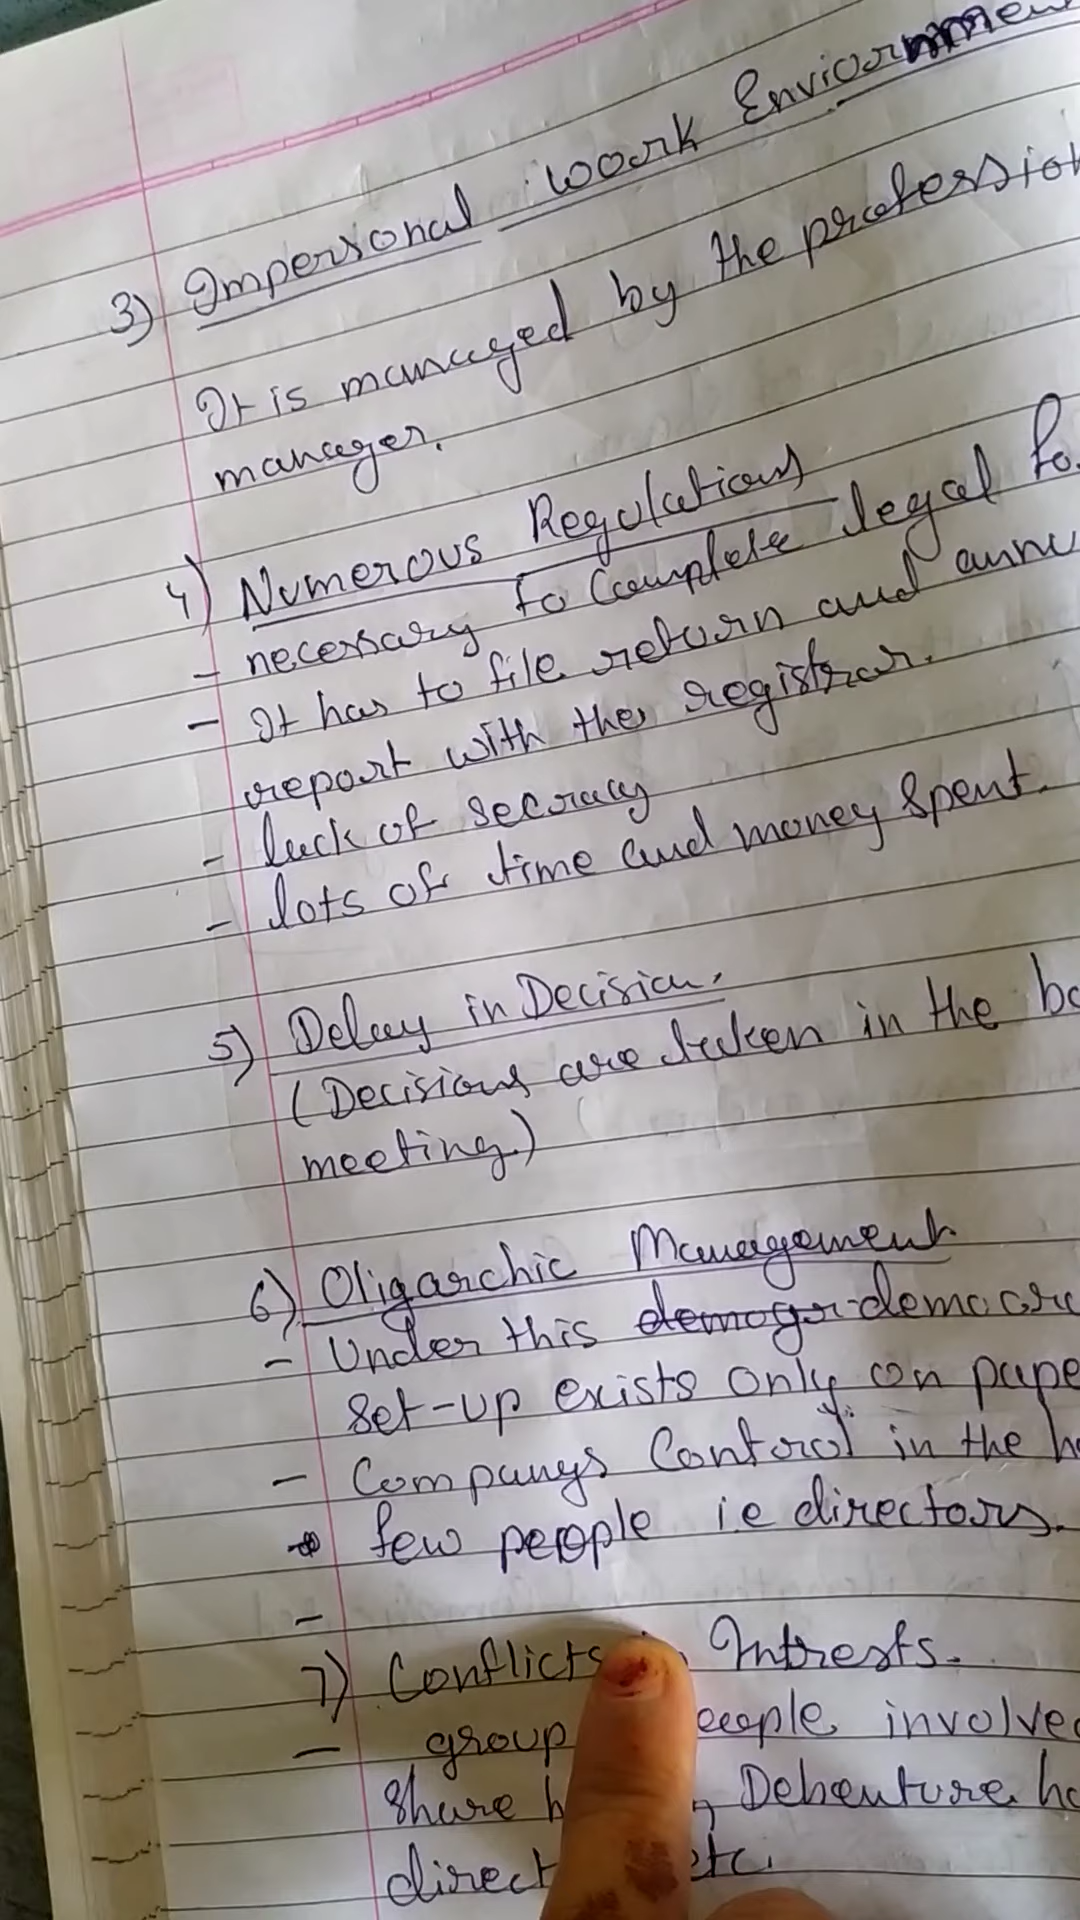 3) Impersonal work Enviornmen
It is managed by the profession
manager.
4) Numerous Regulations
- necessary to Complete legal fo
- It has to file return and annu
report with the registrar.
- lack of secracy
- lots of time and money spent.
5) Delay in Decision.
(Decisions are taken in the bo
meeting.)
6) Oligarchic Management
- Under this demogr democra
set-up exists only on pape
- Companys Control in the ha
few people i.e directors.
-
7) Conflicts Intrests.
- group people involved
Share h , Debenture ho
direct etc.